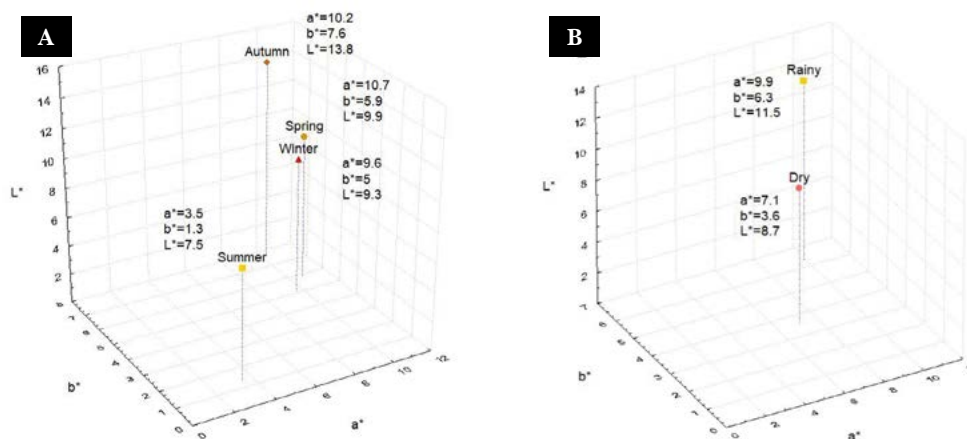 A
a*=10.2
b*=7.6
L*=13.8
Autumn
a*=10.7
b*=5.9
L*=9.9
Spring
Winter
a*=9.6
b*=5
L*=9.3
a*=3.5
b*=1.3
L*=7.5
Summer
16
14
12
10
8
6
4
2
L*
8
7
6
5
4
3
2
1
0
b*
0
2
4
6
8
10
12
a*
B
Rainy
a*=9.9
b*=6.3
L*=11.5
Dry
a*=7.1
b*=3.6
L*=8.7
14
12
10
8
6
4
2
L*
7
6
5
4
3
2
1
0
b*
0
2
4
6
8
10
a*